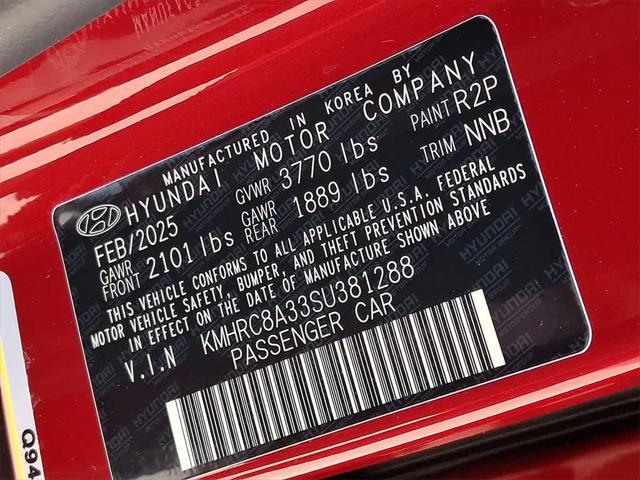 MANUFACTURED IN KOREA BY
HYUNDAI MOTOR COMPANY
FEB/2025 GVWR 3770 lbs PAINT R2P
GAWR FRONT 2101 lbs GAWR REAR 1889 lbs TRIM NNB
THIS VEHICLE CONFORMS TO ALL APPLICABLE U.S.A. FEDERAL
MOTOR VEHICLE SAFETY, BUMPER, AND THEFT PREVENTION STANDARDS
IN EFFECT ON THE DATE OF MANUFACTURE SHOWN ABOVE
V.I.N KMHRC8A33SU381288
PASSENGER CAR
Q94